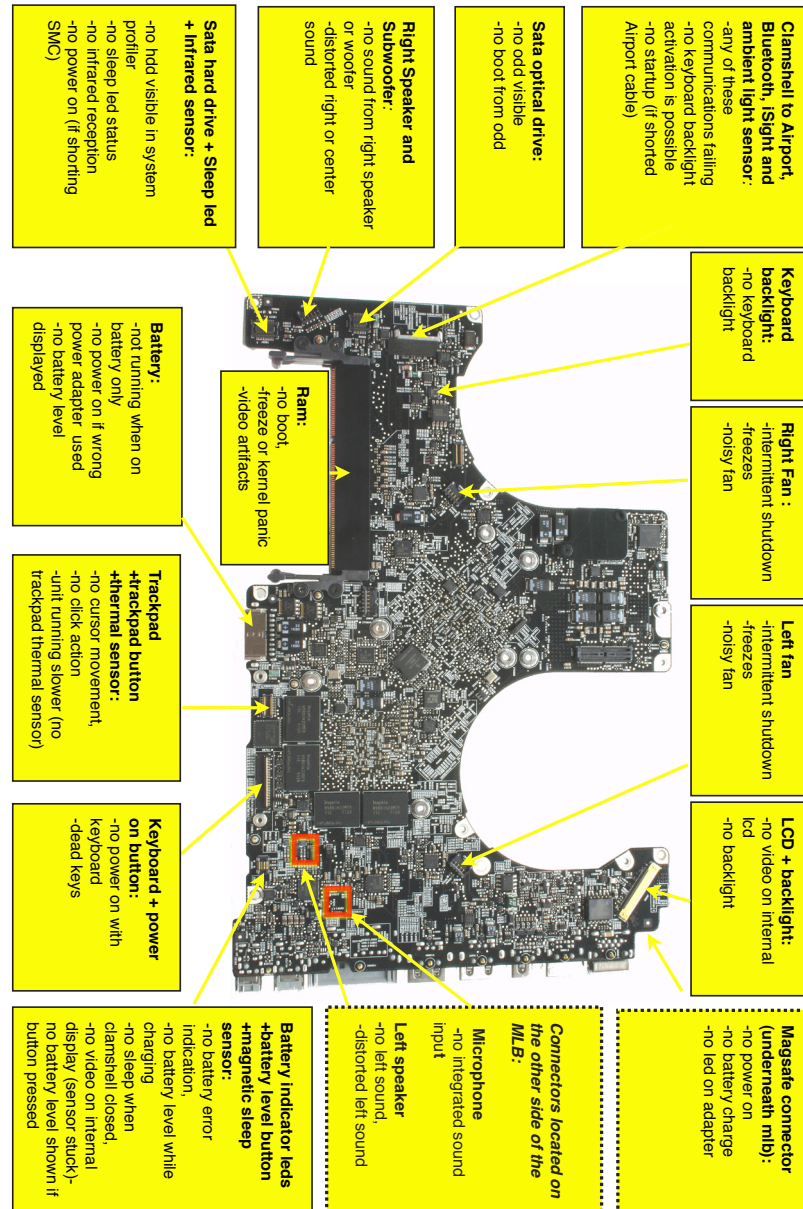 Clamshell to Airport,
Bluetooth, iSight and
ambient light sensor:
-any of these
communications failing
-no keyboard backlight
activation is possible
-no startup (if shorted
Airport cable)
Keyboard
backlight:
-no keyboard
backlight
Right Fan :
-intermittent shutdown
-freezes
-noisy fan
Left fan
-intermittent shutdown
-freezes
-noisy fan
LCD + backlight:
-no video on internal
lcd
-no backlight
Magsafe connector
(underneath mlb):
-no power on
-no battery charge
-no led on adapter
Sata optical drive:
-no odd visible
-no boot from odd
Right Speaker and
Subwoofer:
-no sound from right speaker
or woofer
-distorted right or center
sound
Sata hard drive + Sleep led
+ Infrared sensor:
-no hdd visible in system
profiler
-no sleep led status
-no infrared reception
-no power on (if shorting
SMC)
Ram:
-no boot,
-freeze or kernel panic
-video artifacts
Connectors located on
the other side of the
MLB:
Microphone
-no integrated sound
input
Left speaker
-no left sound,
-distorted left sound
Battery:
-not running when on
battery only
-no power on if wrong
power adapter used
-no battery level
displayed
Trackpad
+trackpad button
+thermal sensor:
-no cursor movement,
-no click action
-unit running slower (no
trackpad thermal sensor)
Keyboard + power
on button:
-no power on with
keyboard
-dead keys
Battery indicator leds
+battery level button
+magnetic sleep
sensor:
-no battery error
indication,
-no battery level while
charging
-no sleep when
clamshell closed,
-no video on internal
display (sensor stuck)-
no battery level shown if
button pressed